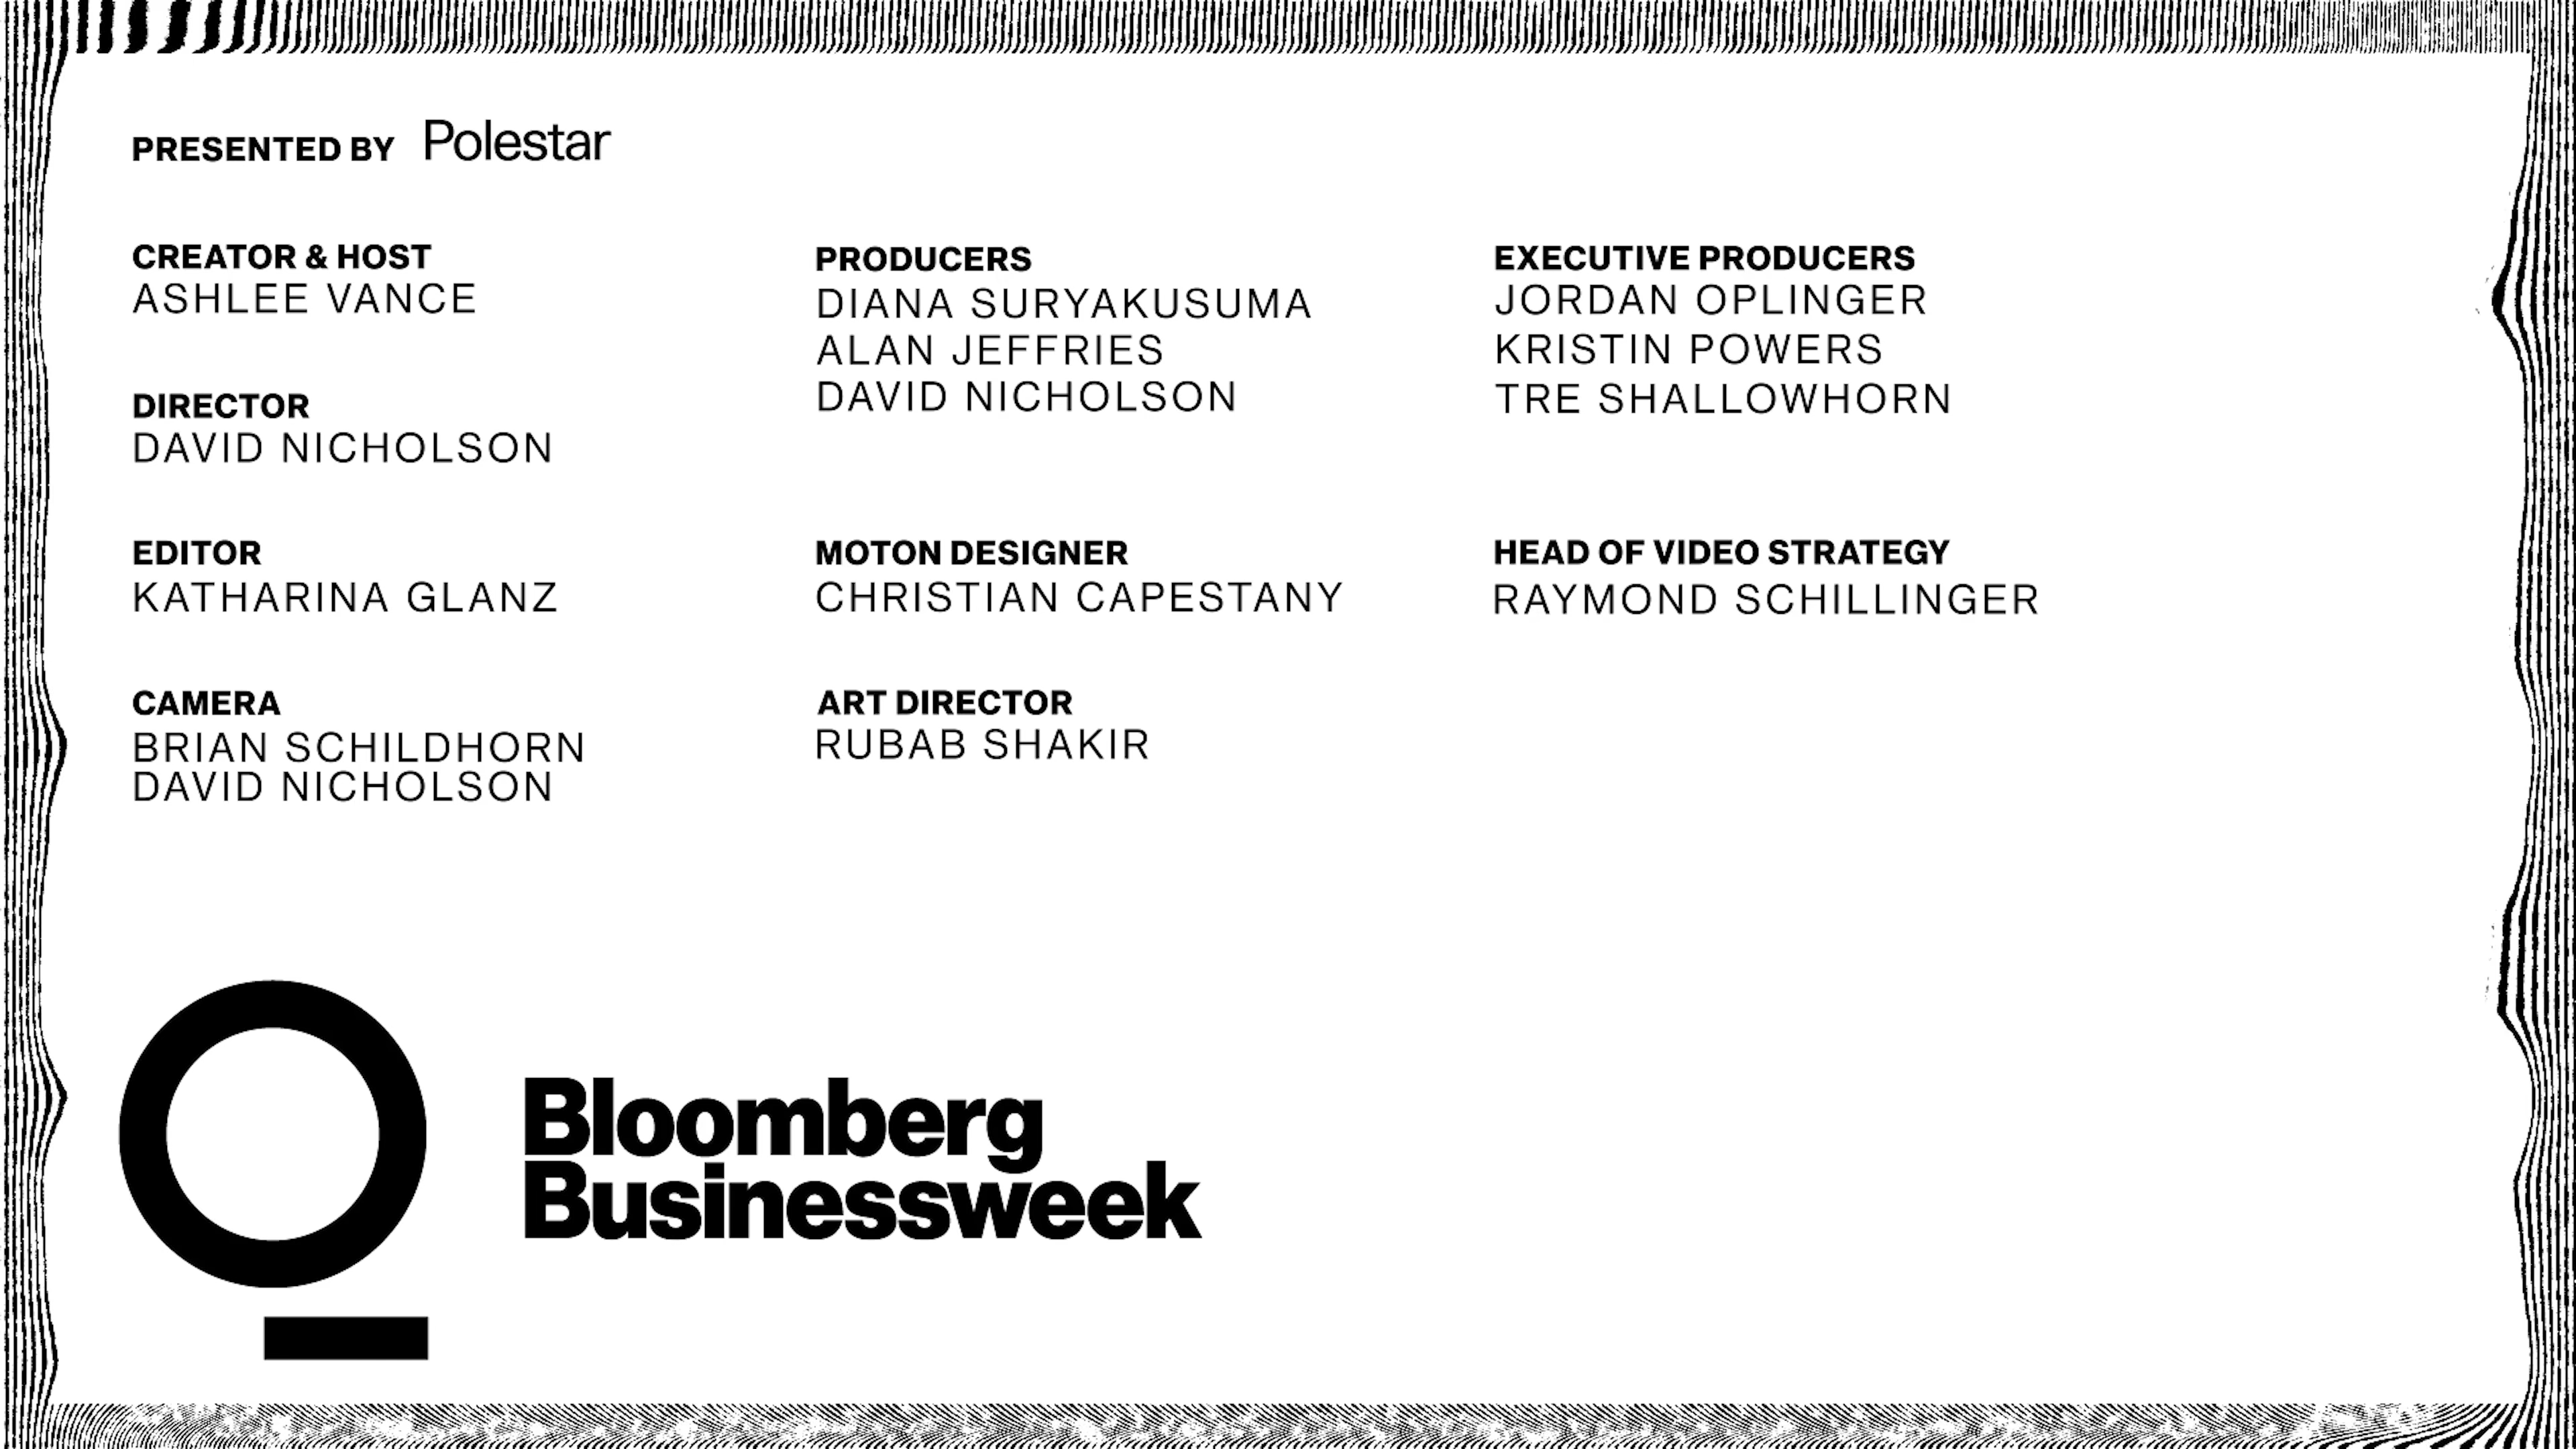 PRESENTED BY Polestar
CREATOR & HOST
ASHLEE VANCE
DIRECTOR
DAVID NICHOLSON
EDITOR
KATHARINA GLANZ
CAMERA
BRIAN SCHILDHORN
DAVID NICHOLSON
PRODUCERS
DIANA SURYAKUSUMA
ALAN JEFFRIES
DAVID NICHOLSON
MOTON DESIGNER
CHRISTIAN CAPESTANY
ART DIRECTOR
RUBAB SHAKIR
EXECUTIVE PRODUCERS
JORDAN OPLINGER
KRISTIN POWERS
TRE SHALLOWHORN
HEAD OF VIDEO STRATEGY
RAYMOND SCHILLINGER
Bloomberg
Businessweek